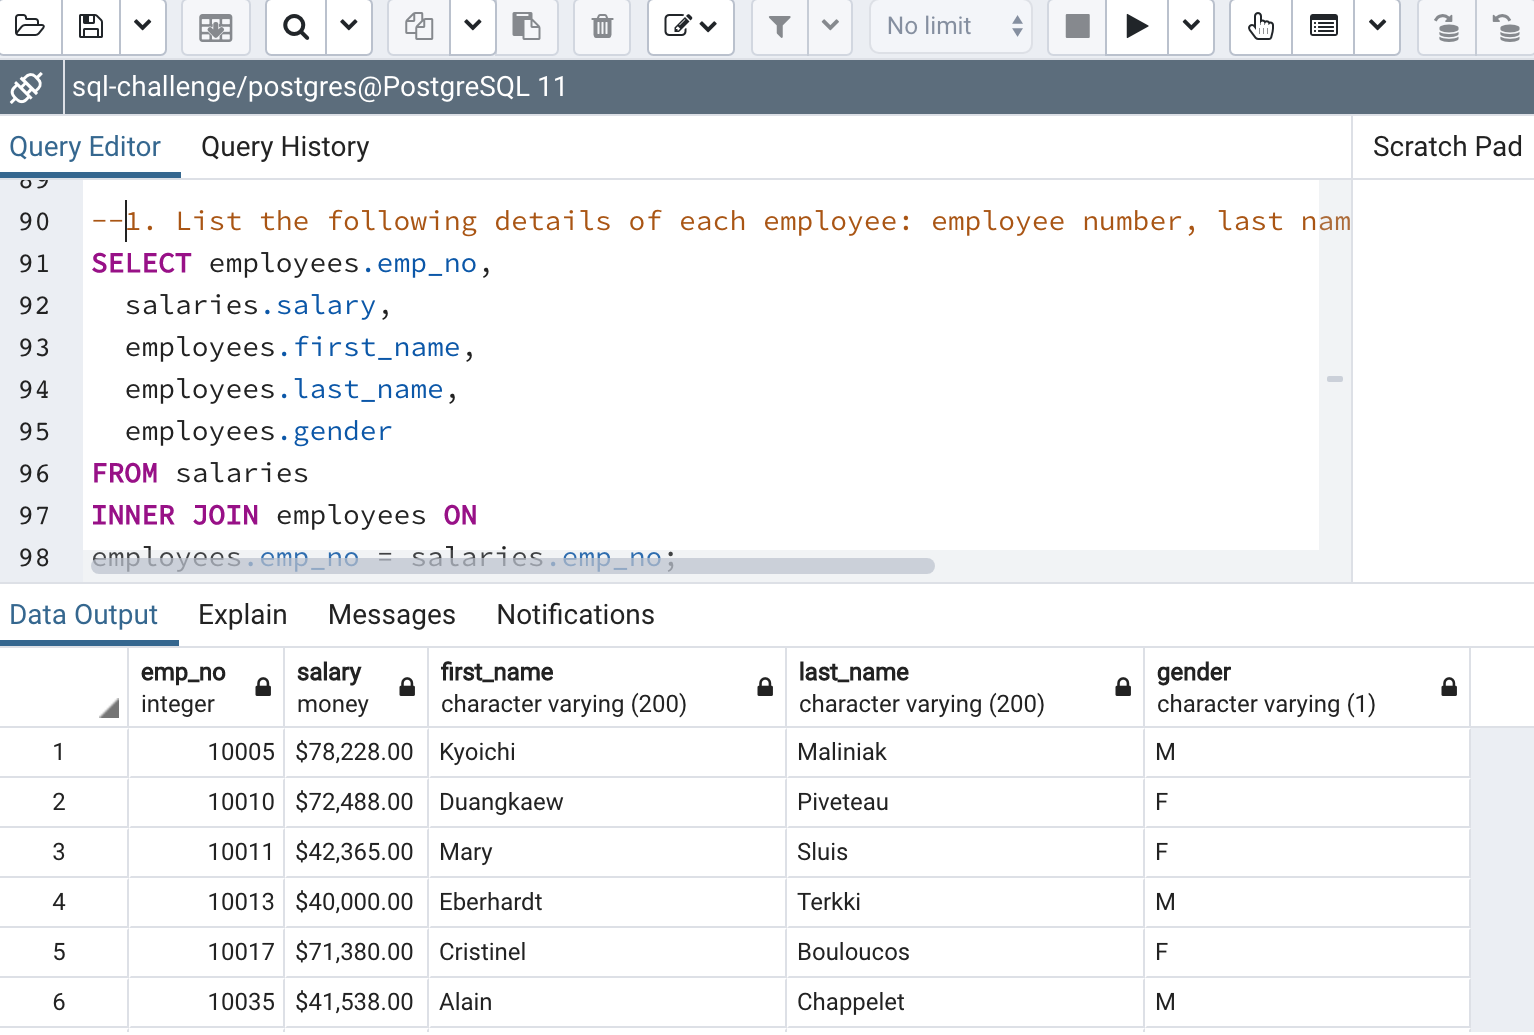 No limit
sql-challenge/postgres@PostgreSQL 11
Query Editor Query History Scratch Pad
89
90 --1. List the following details of each employee: employee number, last nam
91 SELECT employees.emp_no,
92 salaries.salary,
93 employees.first_name,
94 employees.last_name,
95 employees.gender
96 FROM salaries
97 INNER JOIN employees ON
98 employees.emp_no = salaries.emp_no;
Data Output Explain Messages Notifications
emp_no salary first_name last_name gender
integer money character varying (200) character varying (200) character varying (1)
1 10005 $78,228.00 Kyoichi Maliniak M
2 10010 $72,488.00 Duangkaew Piveteau F
3 10011 $42,365.00 Mary Sluis F
4 10013 $40,000.00 Eberhardt Terkki M
5 10017 $71,380.00 Cristinel Bouloucos F
6 10035 $41,538.00 Alain Chappelet M